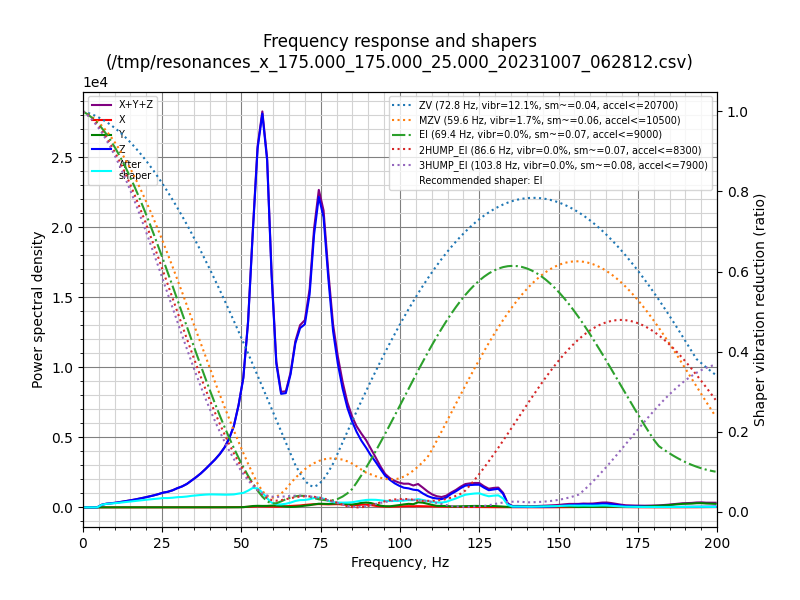 Frequency response and shapers
(/tmp/resonances_x_175.000_175.000_25.000_20231007_062812.csv)
1e4
X+Y+Z
X
Y
Z
After
shaper
ZV (72.8 Hz, vibr=12.1%, sm~=0.04, accel<=20700)
MZV (59.6 Hz, vibr=1.7%, sm~=0.06, accel<=10500)
EI (69.4 Hz, vibr=0.0%, sm~=0.07, accel<=9000)
2HUMP_EI (86.6 Hz, vibr=0.0%, sm~=0.07, accel<=8300)
3HUMP_EI (103.8 Hz, vibr=0.0%, sm~=0.08, accel<=7900)
Recommended shaper: EI
Power spectral density
2.5
2.0
1.5
1.0
0.5
0.0
1.0
0.8
0.6
0.4
0.2
0.0
Shaper vibration reduction (ratio)
0 25 50 75 100 125 150 175 200
Frequency, Hz